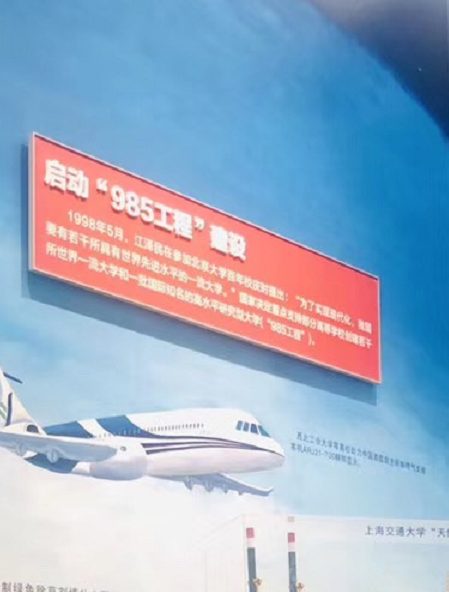 启动“985工程”建设
1998年5月，江泽民在参加北京大学百年校庆时提出：“为了实现现代化，我国
要有若干所具有世界先进水平的一流大学。”国家决定重点支持部分高等学校创建若干
所世界一流大学和一批国际知名的高水平研究型大学（“985工程”）。
上海交通大学“天